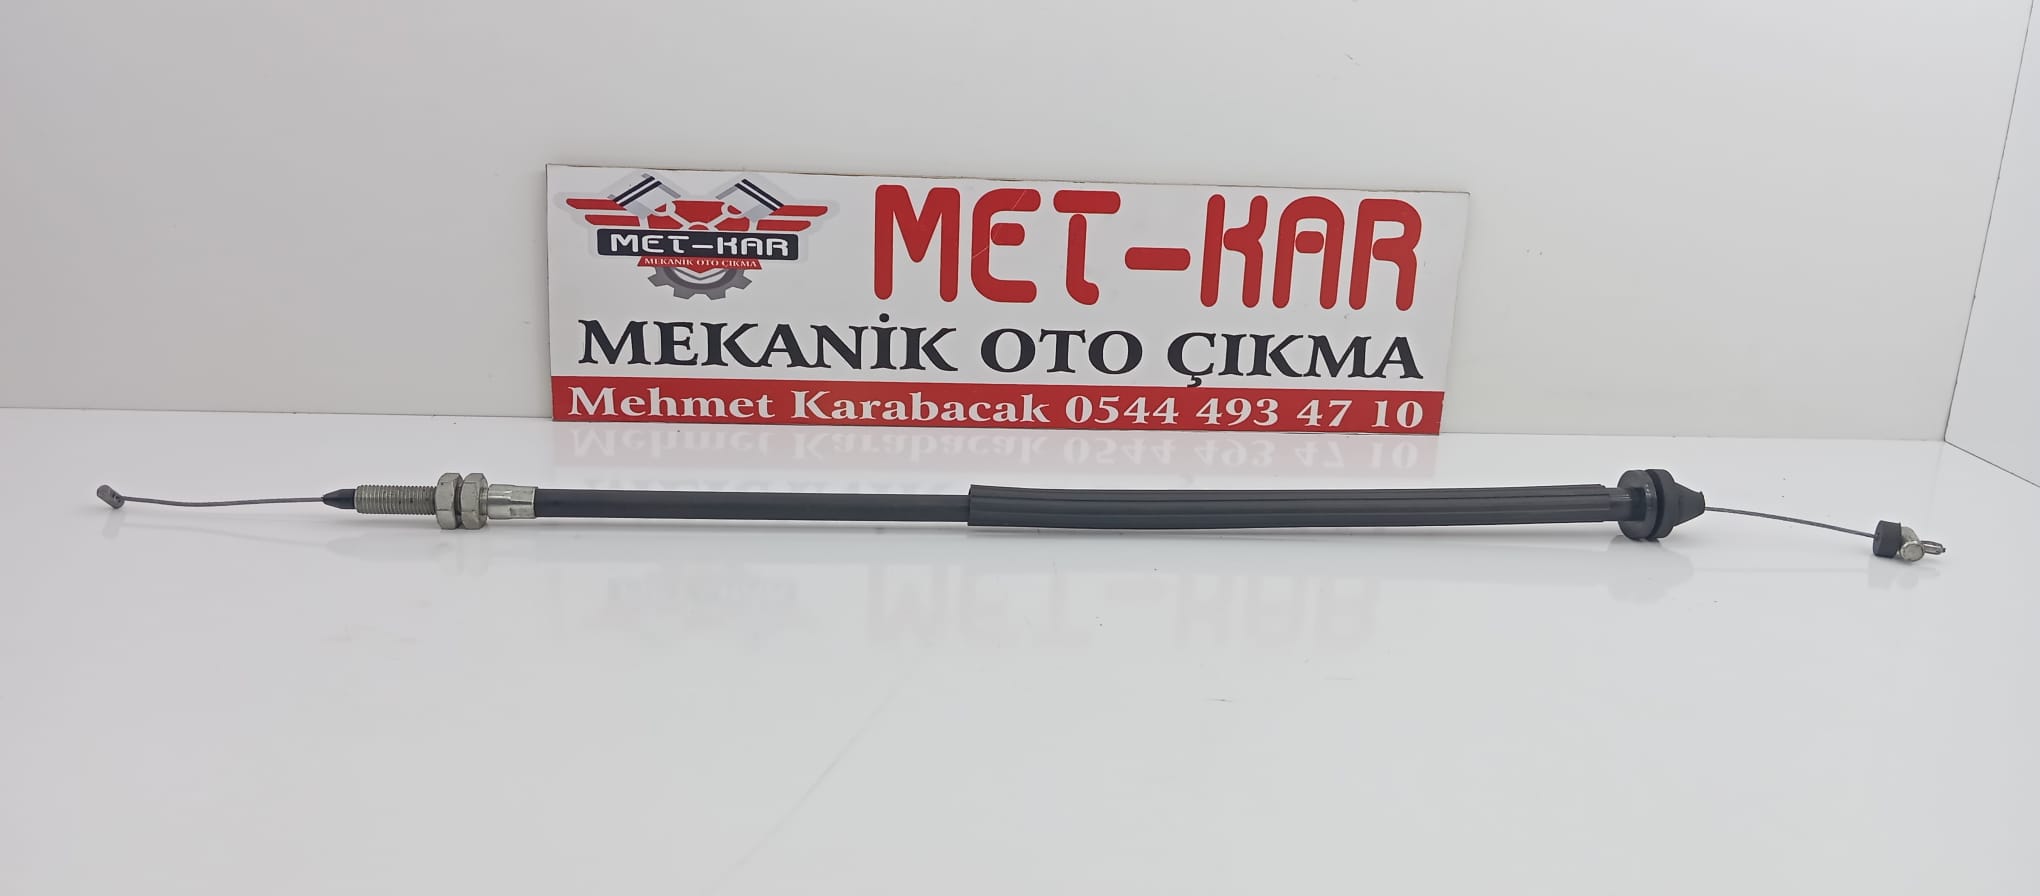 MET-KAR
MEKANİK OTO ÇIKMA
MET-KAR
MEKANİK OTO ÇIKMA
Mehmet Karabacak 0544 493 47 10